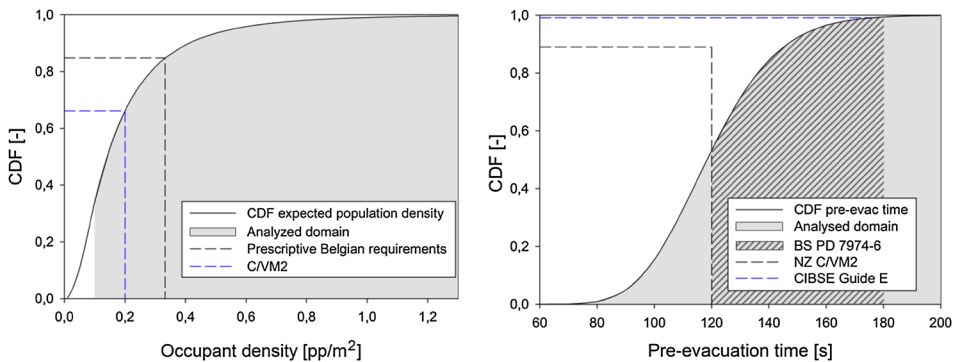 CDF [-]
1,0
0,8
0,6
0,4
0,2
0,0
0,0 0,2 0,4 0,6 0,8 1,0 1,2
Occupant density [pp/m²]
CDF expected population density
Analyzed domain
Prescriptive Belgian requirements
C/VM2
CDF [-]
1,0
0,8
0,6
0,4
0,2
0,0
60 80 100 120 140 160 180 200
Pre-evacuation time [s]
CDF pre-evac time
Analysed domain
BS PD 7974-6
NZ C/VM2
CIBSE Guide E